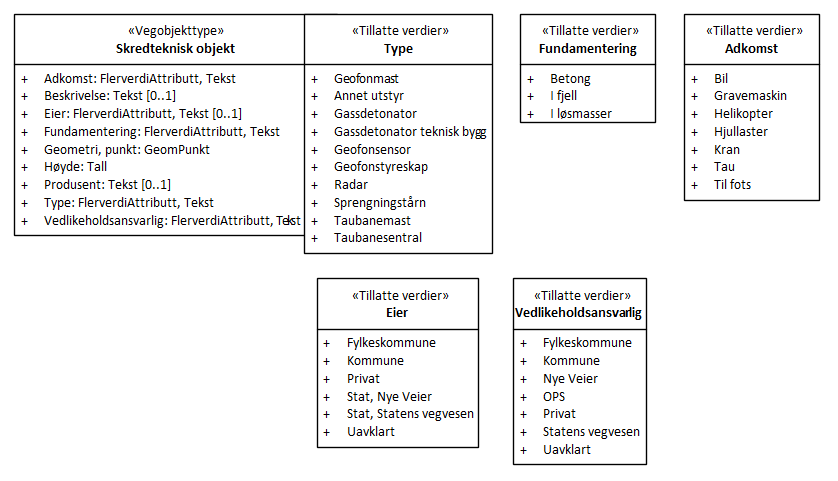 «Vegobjekttype»
Skredteknisk objekt
+ Adkomst: FlerverdiAttributt, Tekst
+ Beskrivelse: Tekst [0..1]
+ Eier: FlerverdiAttributt, Tekst [0..1]
+ Fundamentering: FlerverdiAttributt, Tekst
+ Geometri, punkt: GeomPunkt
+ Høyde: Tall
+ Produsent: Tekst [0..1]
+ Type: FlerverdiAttributt, Tekst
+ Vedlikeholdsansvarlig: FlerverdiAttributt, Tekst
«Tillatte verdier»
Type
+ Geofonmast
+ Annet utstyr
+ Gassdetonator
+ Gassdetonator teknisk bygg
+ Geofonsensor
+ Geofonstyreskap
+ Radar
+ Sprengningstårn
+ Taubanemast
+ Taubanesentral
«Tillatte verdier»
Fundamentering
+ Betong
+ I fjell
+ I løsmasser
«Tillatte verdier»
Adkomst
+ Bil
+ Gravemaskin
+ Helikopter
+ Hjullaster
+ Kran
+ Tau
+ Til fots
«Tillatte verdier»
Eier
+ Fylkeskommune
+ Kommune
+ Privat
+ Stat, Nye Veier
+ Stat, Statens vegvesen
+ Uavklart
«Tillatte verdier»
Vedlikeholdsansvarlig
+ Fylkeskommune
+ Kommune
+ Nye Veier
+ OPS
+ Privat
+ Statens vegvesen
+ Uavklart